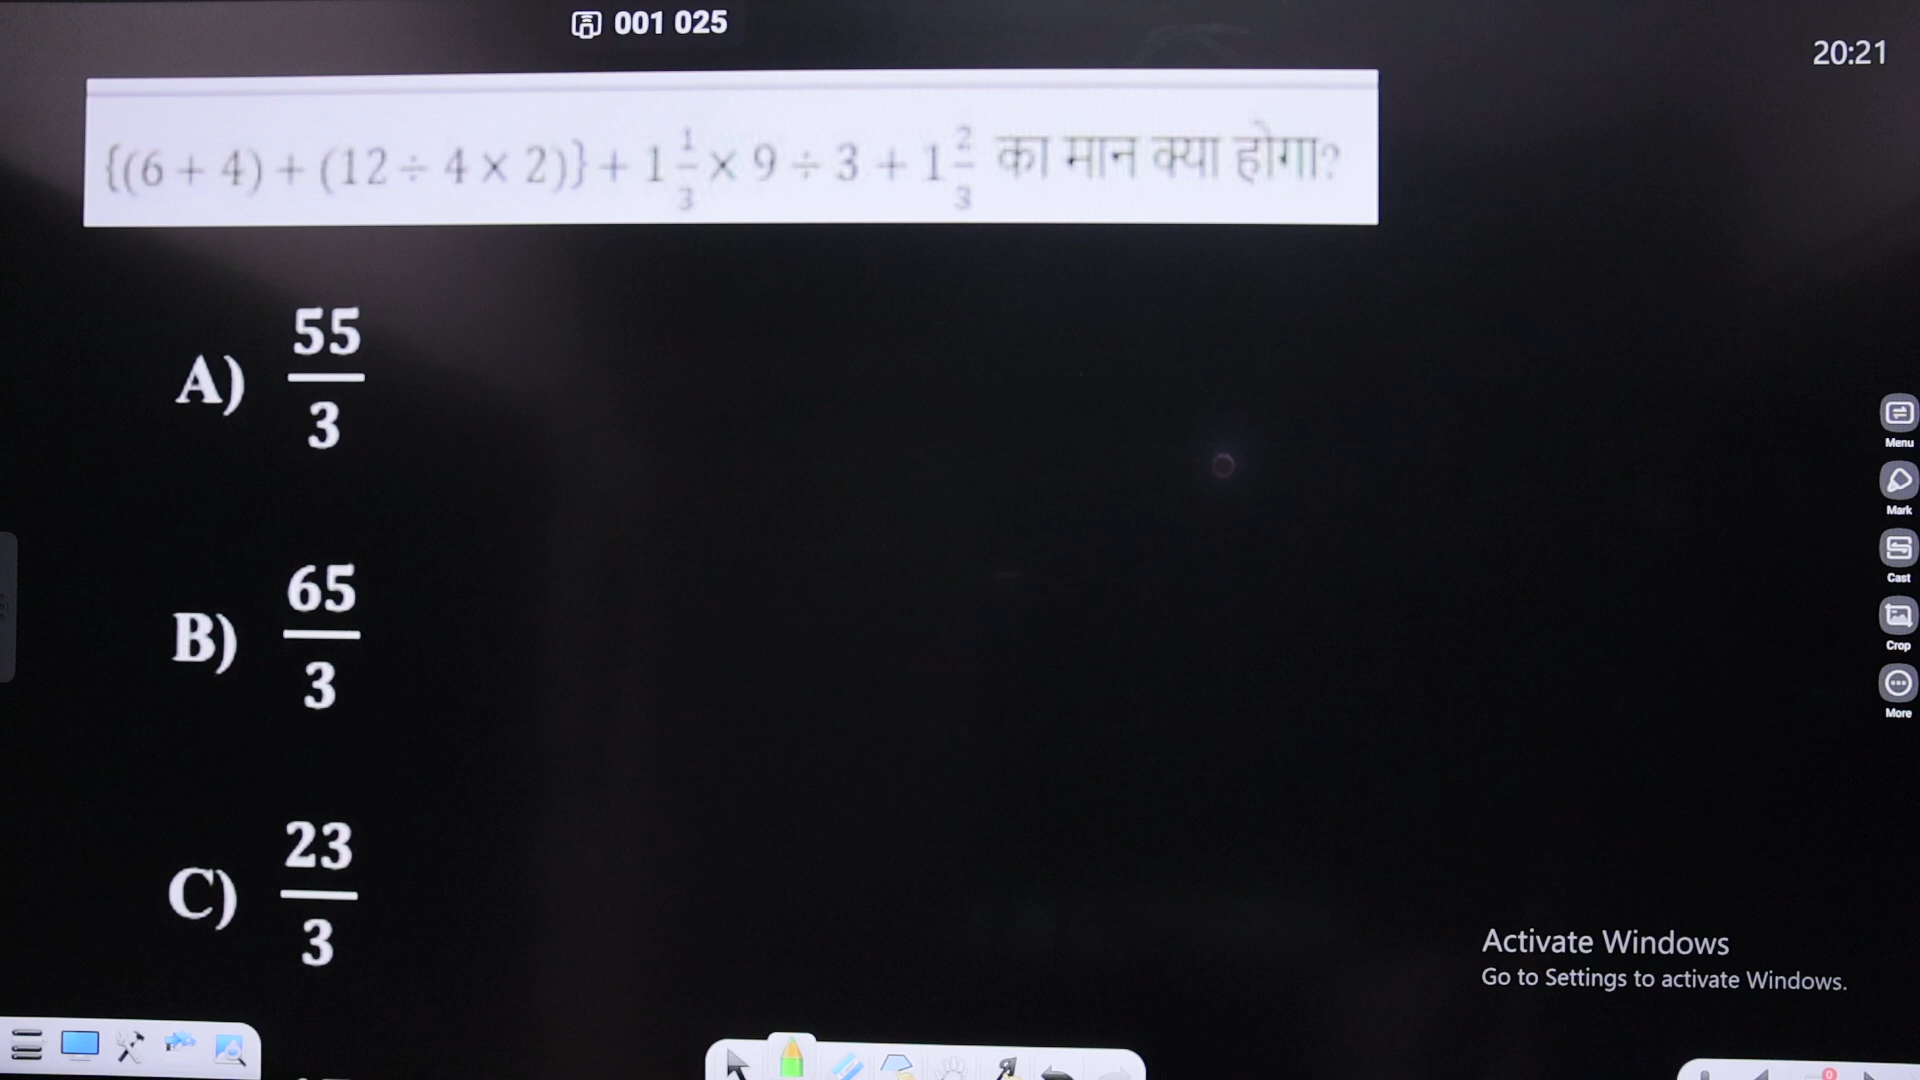 001 025
20:21
{(6 + 4) + (12 ÷ 4 × 2)} + 1 1/3 × 9 ÷ 3 + 1 2/3 का मान क्या होगा?
A) 55/3
B) 65/3
C) 23/3
Menu
Mark
Cast
Crop
More
Activate Windows
Go to Settings to activate Windows.
0